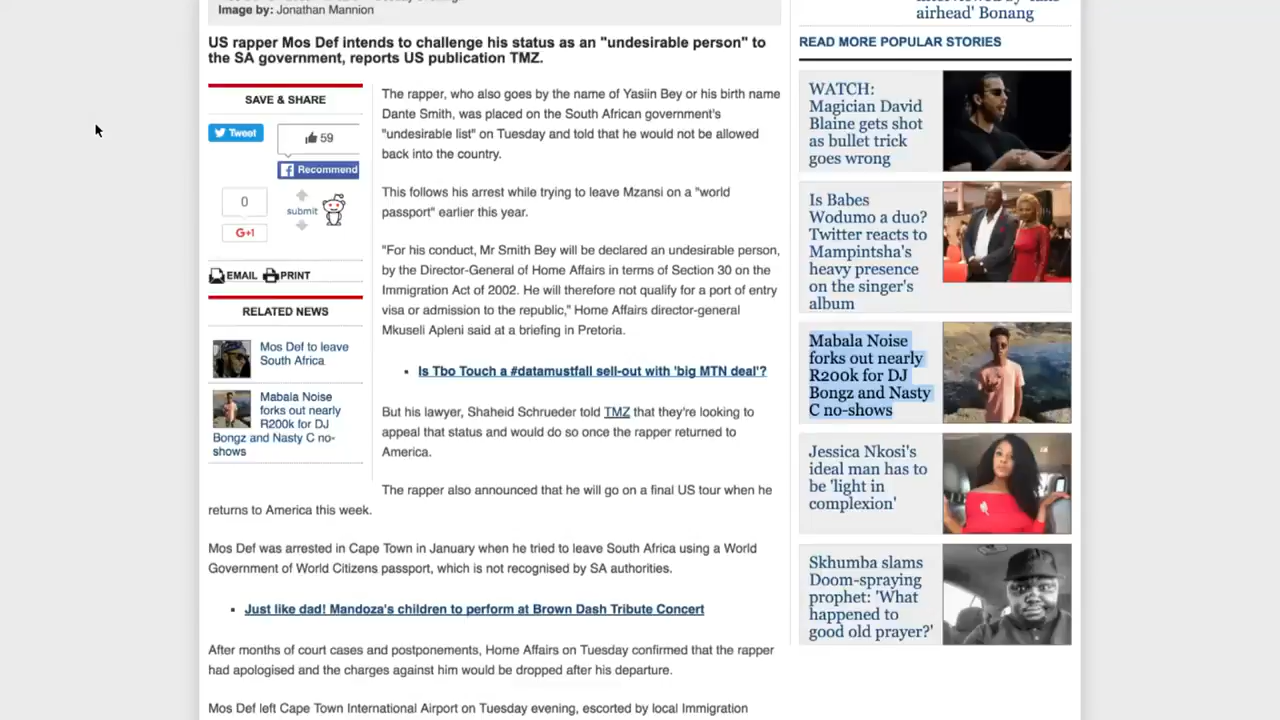 Image by: Jonathan Mannion
US rapper Mos Def intends to challenge his status as an "undesirable person" to
the SA government, reports US publication TMZ.
SAVE & SHARE
Tweet
59
Recommend
0
submit
G+1
EMAIL PRINT
RELATED NEWS
Mos Def to leave
South Africa
Mabala Noise
forks out nearly
R200k for DJ
Bongz and Nasty C no-
shows
The rapper, who also goes by the name of Yasiin Bey or his birth name
Dante Smith, was placed on the South African government's
"undesirable list" on Tuesday and told that he would not be allowed
back into the country.
This follows his arrest while trying to leave Mzansi on a "world
passport" earlier this year.
"For his conduct, Mr Smith Bey will be declared an undesirable person,
by the Director-General of Home Affairs in terms of Section 30 on the
Immigration Act of 2002. He will therefore not qualify for a port of entry
visa or admission to the republic," Home Affairs director-general
Mkuseli Apleni said at a briefing in Pretoria.
• Is Tbo Touch a #datamustfall sell-out with 'big MTN deal'?
But his lawyer, Shaheid Schrueder told TMZ that they're looking to
appeal that status and would do so once the rapper returned to
America.
The rapper also announced that he will go on a final US tour when he
returns to America this week.
Mos Def was arrested in Cape Town in January when he tried to leave South Africa using a World
Government of World Citizens passport, which is not recognised by SA authorities.
• Just like dad! Mandoza's children to perform at Brown Dash Tribute Concert
After months of court cases and postponements, Home Affairs on Tuesday confirmed that the rapper
had apologised and the charges against him would be dropped after his departure.
Mos Def left Cape Town International Airport on Tuesday evening, escorted by local Immigration
airhead' Bonang
READ MORE POPULAR STORIES
WATCH:
Magician David
Blaine gets shot
as bullet trick
goes wrong
Is Babes
Wodumo a duo?
Twitter reacts to
Mampintsha's
heavy presence
on the singer's
album
Mabala Noise
forks out nearly
R200k for DJ
Bongz and Nasty
C no-shows
Jessica Nkosi's
ideal man has to
be 'light in
complexion'
Skhumba slams
Doom-spraying
prophet: 'What
happened to
good old prayer?'